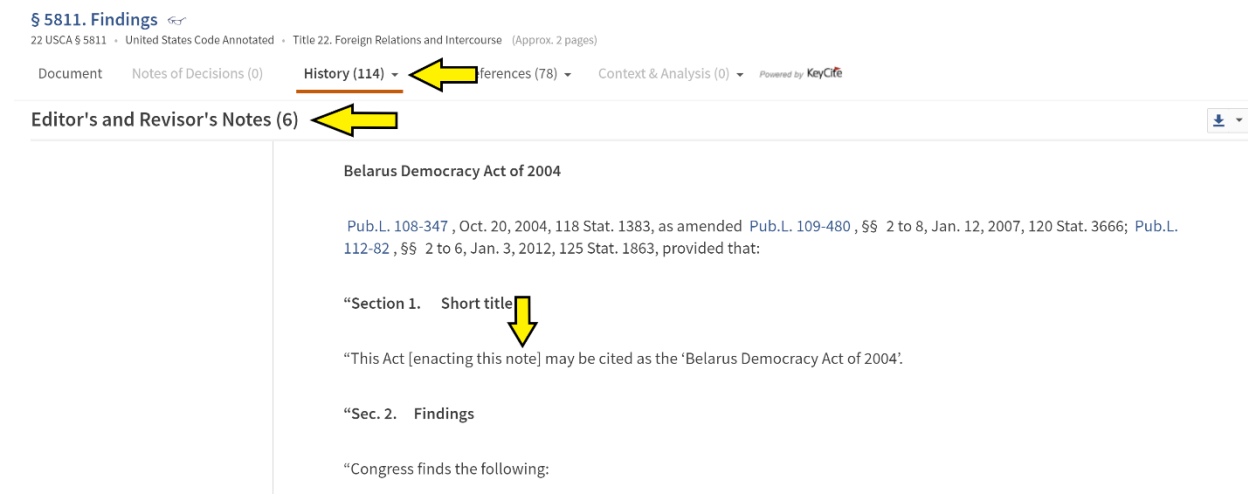 § 5811. Findings
22 USCA § 5811 • United States Code Annotated • Title 22. Foreign Relations and Intercourse (Approx. 2 pages)
Document Notes of Decisions (0) History (114) eferences (78) Context & Analysis (0) Powered by KeyCite
Editor's and Revisor's Notes (6)
Belarus Democracy Act of 2004
Pub.L. 108-347 , Oct. 20, 2004, 118 Stat. 1383, as amended Pub.L. 109-480 , §§ 2 to 8, Jan. 12, 2007, 120 Stat. 3666; Pub.L.
112-82 , §§ 2 to 6, Jan. 3, 2012, 125 Stat. 1863, provided that:
“Section 1. Short title
“This Act [enacting this note] may be cited as the ‘Belarus Democracy Act of 2004’.
“Sec. 2. Findings
“Congress finds the following: